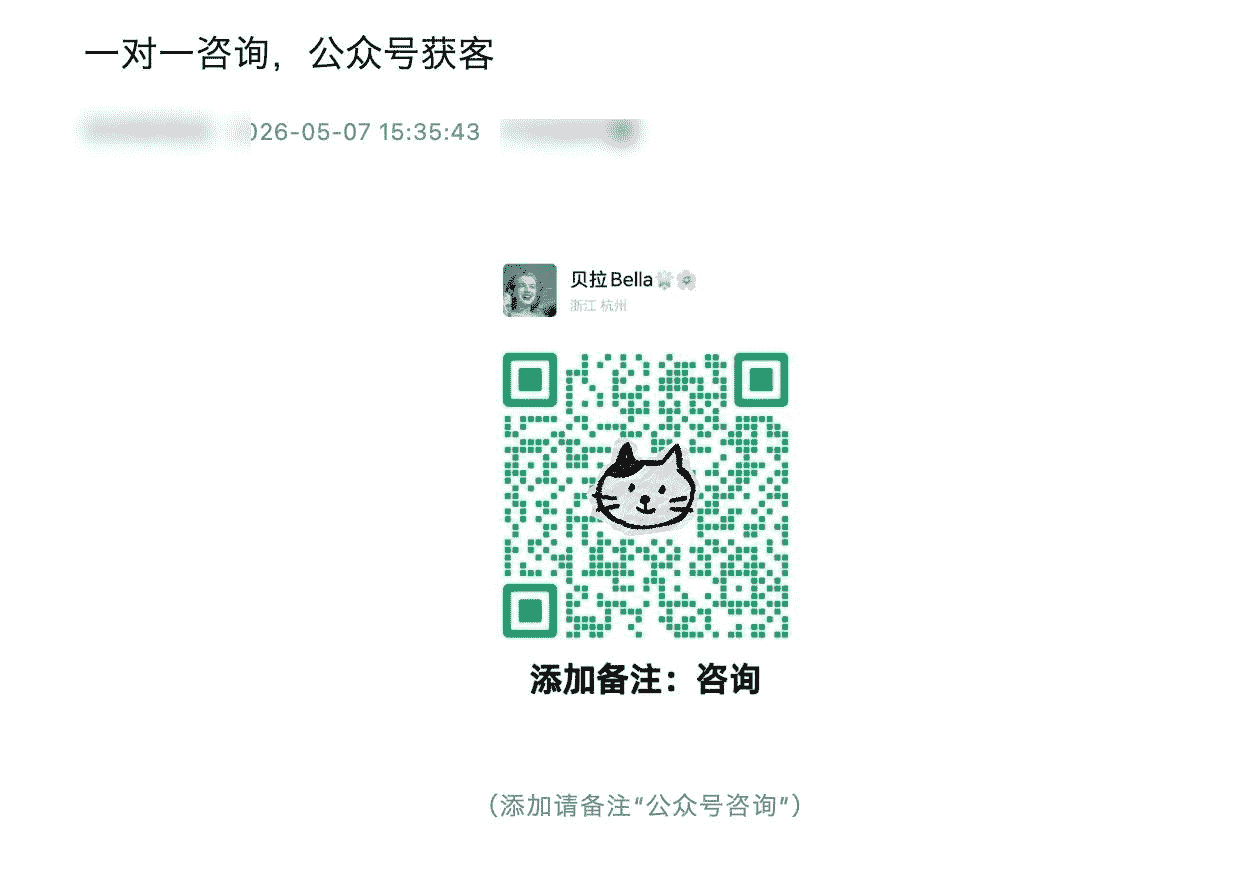 一对一咨询，公众号获客
026-05-07 15:35:43
贝拉Bella
浙江 杭州
添加备注：咨询
（添加请备注“公众号咨询”）